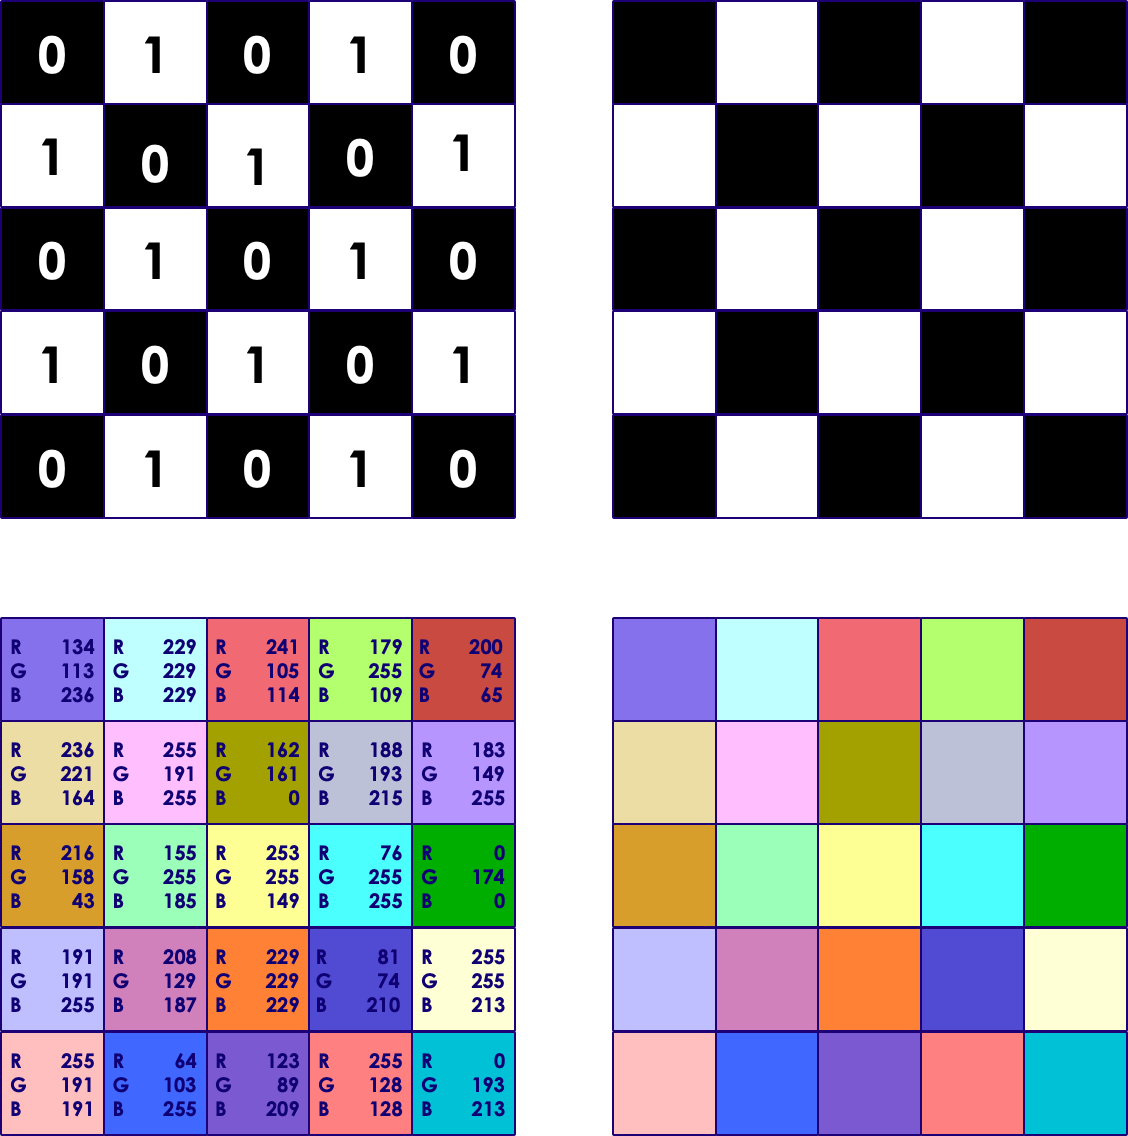 0 1 0 1 0
1 0 1 0 1
0 1 0 1 0
1 0 1 0 1
0 1 0 1 0
R 134 R 229 R 241 R 179 R 200
G 113 G 229 G 105 G 255 G 74
B 236 B 229 B 114 B 109 B 65
R 236 R 255 R 162 R 188 R 183
G 221 G 191 G 161 G 193 G 149
B 164 B 255 B 0 B 215 B 255
R 216 R 155 R 253 R 76 R 0
G 158 G 255 G 255 G 255 G 174
B 43 B 185 B 149 B 255 B 0
R 191 R 208 R 229 R 81 R 255
G 191 G 129 G 229 G 74 G 255
B 255 B 187 B 229 B 210 B 213
R 255 R 64 R 123 R 255 R 0
G 191 G 103 G 89 G 128 G 193
B 191 B 255 B 209 B 128 B 213